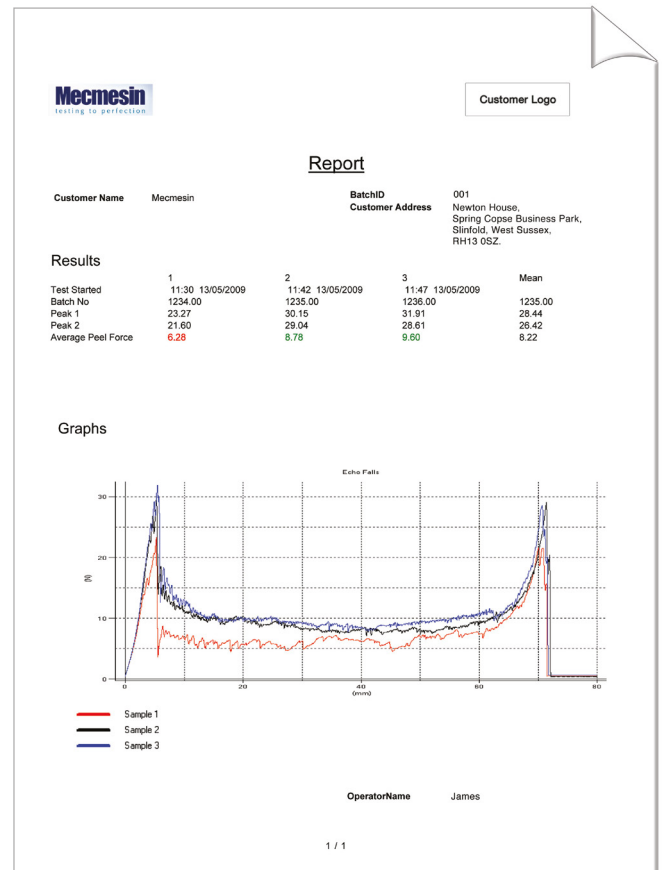 Mecmesin
testing to perfection
Customer Logo
Report
Customer Name Mecmesin
BatchID 001
Customer Address Newton House,
Spring Copse Business Park,
Slinfold, West Sussex,
RH13 0SZ.
Results
1 2 3 Mean
Test Started 11:30 13/05/2009 11:42 13/05/2009 11:47 13/05/2009
Batch No 1234.00 1235.00 1236.00 1235.00
Peak 1 23.27 30.15 31.91 28.44
Peak 2 21.60 29.04 28.61 26.42
Average Peel Force 6.28 8.78 9.60 8.22
Graphs
Echo Falls
30
20
(N)
10
0
0 20 40 60 80
(mm)
Sample 1
Sample 2
Sample 3
OperatorName James
1 / 1